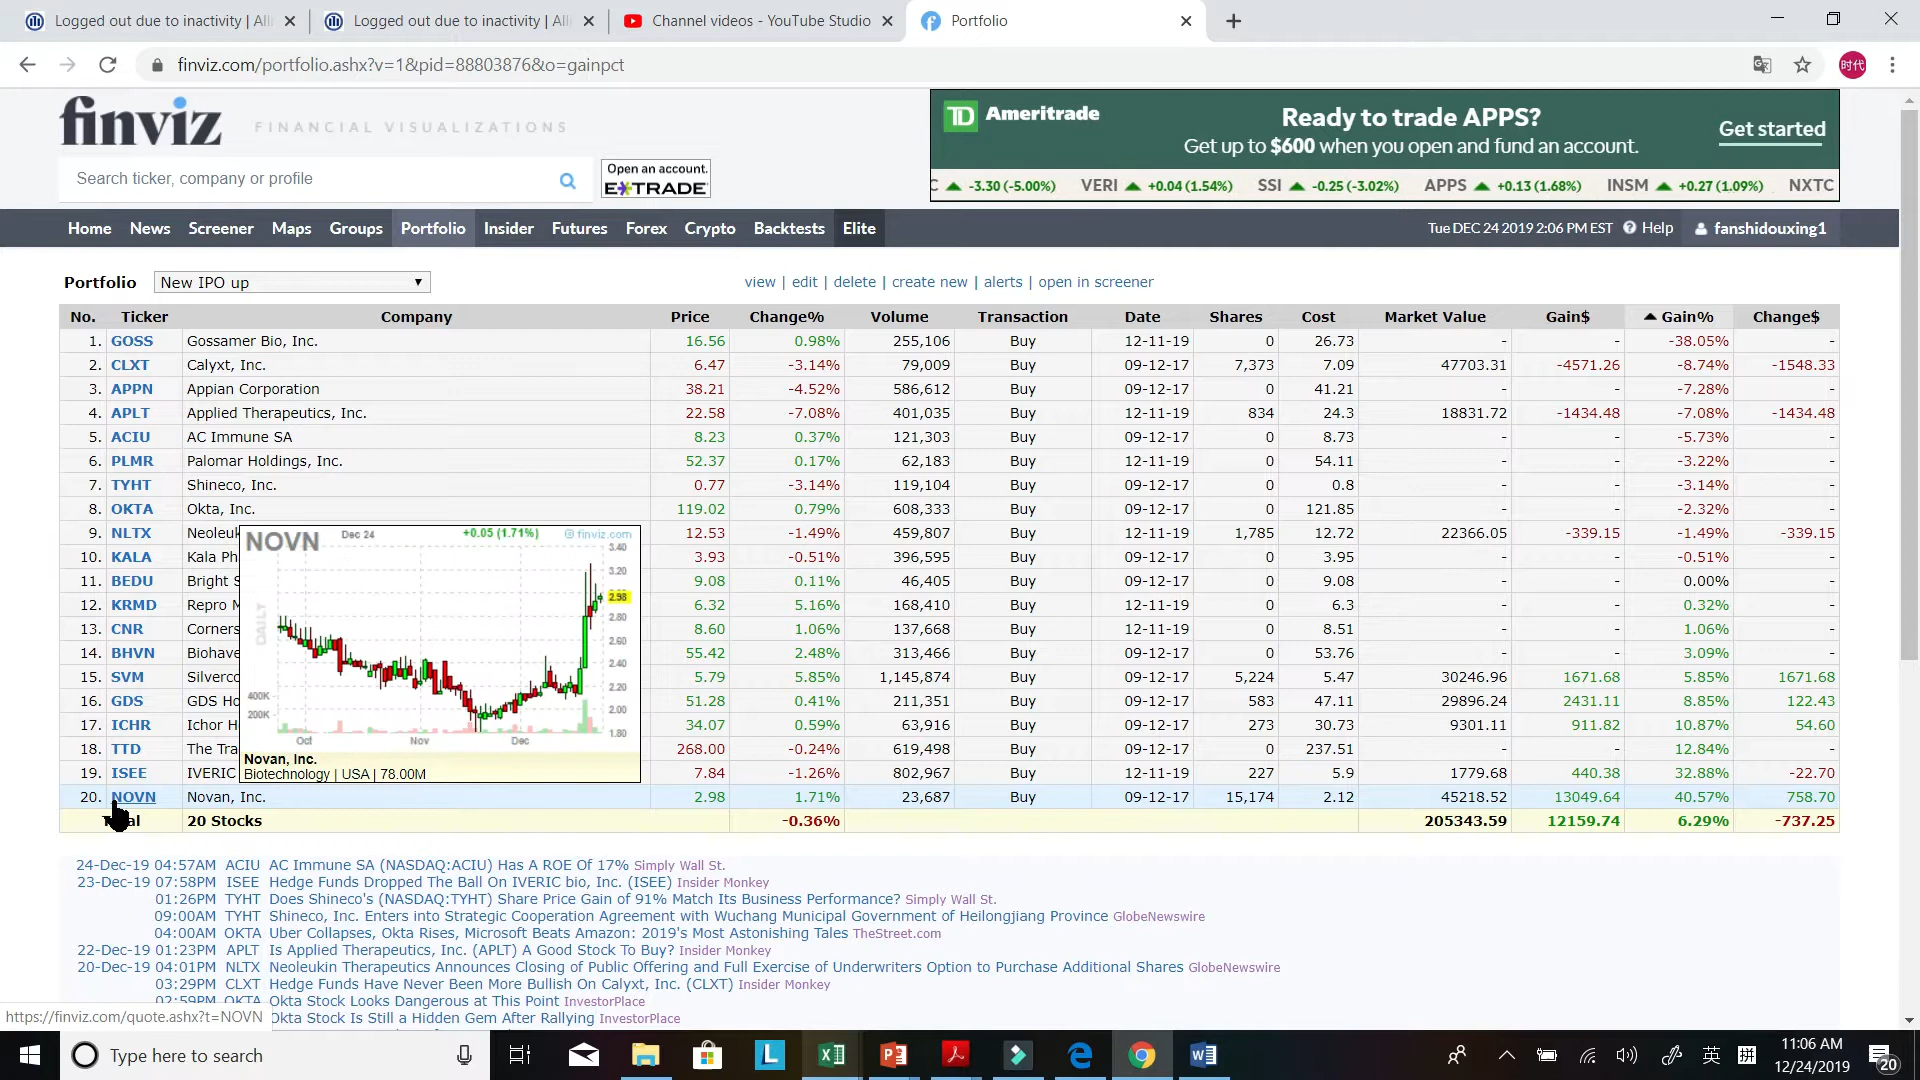 Logged out due to inactivity | Alli
Logged out due to inactivity | Alli
Channel videos - YouTube Studio
Portfolio
finviz.com/portfolio.ashx?v=1&pid=88803876&o=gainpct
时代
finviz FINANCIAL VISUALIZATIONS
Search ticker, company or profile
Open an account.
E*TRADE
TD Ameritrade
Ready to trade APPS?
Get up to $600 when you open and fund an account.
Get started
C -3.30 (-5.00%) VERI +0.04 (1.54%) SSI -0.25 (-3.02%) APPS +0.13 (1.68%) INSM +0.27 (1.09%) NXTC
Home News Screener Maps Groups Portfolio Insider Futures Forex Crypto Backtests Elite
Tue DEC 24 2019 2:06 PM EST Help fanshidouxing1
Portfolio New IPO up
view | edit | delete | create new | alerts | open in screener
No. Ticker Company Price Change% Volume Transaction Date Shares Cost Market Value Gain$ Gain% Change$
1. GOSS Gossamer Bio, Inc. 16.56 0.98% 255,106 Buy 12-11-19 0 26.73 - - -38.05% -
2. CLXT Calyxt, Inc. 6.47 -3.14% 79,009 Buy 09-12-17 7,373 7.09 47703.31 -4571.26 -8.74% -1548.33
3. APPN Appian Corporation 38.21 -4.52% 586,612 Buy 09-12-17 0 41.21 - - -7.28% -
4. APLT Applied Therapeutics, Inc. 22.58 -7.08% 401,035 Buy 12-11-19 834 24.3 18831.72 -1434.48 -7.08% -1434.48
5. ACIU AC Immune SA 8.23 0.37% 121,303 Buy 09-12-17 0 8.73 - - -5.73% -
6. PLMR Palomar Holdings, Inc. 52.37 0.17% 62,183 Buy 12-11-19 0 54.11 - - -3.22% -
7. TYHT Shineco, Inc. 0.77 -3.14% 119,104 Buy 09-12-17 0 0.8 - - -3.14% -
8. OKTA Okta, Inc. 119.02 0.79% 608,333 Buy 09-12-17 0 121.85 - - -2.32% -
9. NLTX Neoleuk 12.53 -1.49% 459,807 Buy 12-11-19 1,785 12.72 22366.05 -339.15 -1.49% -339.15
10. KALA Kala Ph 3.93 -0.51% 396,595 Buy 09-12-17 0 3.95 - - -0.51% -
11. BEDU Bright S 9.08 0.11% 46,405 Buy 09-12-17 0 9.08 - - 0.00% -
12. KRMD Repro M 6.32 5.16% 168,410 Buy 12-11-19 0 6.3 - - 0.32% -
13. CNR Corners 8.60 1.06% 137,668 Buy 12-11-19 0 8.51 - - 1.06% -
14. BHVN Biohave 55.42 2.48% 313,466 Buy 09-12-17 0 53.76 - - 3.09% -
15. SVM Silverco 5.79 5.85% 1,145,874 Buy 12-11-19 5,224 5.47 30246.96 1671.68 5.85% 1671.68
16. GDS GDS Ho 51.28 0.41% 211,351 Buy 09-12-17 583 47.11 29896.24 2431.11 8.85% 122.43
17. ICHR Ichor H 34.07 0.59% 63,916 Buy 09-12-17 273 30.73 9301.11 911.82 10.87% 54.60
18. TTD The Tra 268.00 -0.24% 619,498 Buy 09-12-17 0 237.51 - - 12.84% -
19. ISEE IVERIC 7.84 -1.26% 802,967 Buy 12-11-19 227 5.9 1779.68 440.38 32.88% -22.70
20. NOVN Novan, Inc. 2.98 1.71% 23,687 Buy 09-12-17 15,174 2.12 45218.52 13049.64 40.57% 758.70
20 Stocks -0.36% 205343.59 12159.74 6.29% -737.25
NOVN Dec 24 +0.05 (1.71%) finviz.com
DAILY
3.40
3.20
2.98
2.80
2.60
2.40
400K 2.20
200K 2.00
1.80
Oct Nov Dec
Novan, Inc.
Biotechnology | USA | 78.00M
24-Dec-19 04:57AM ACIU AC Immune SA (NASDAQ:ACIU) Has A ROE Of 17% Simply Wall St.
23-Dec-19 07:58PM ISEE Hedge Funds Dropped The Ball On IVERIC bio, Inc. (ISEE) Insider Monkey
01:26PM TYHT Does Shineco's (NASDAQ:TYHT) Share Price Gain of 91% Match Its Business Performance? Simply Wall St.
09:00AM TYHT Shineco, Inc. Enters into Strategic Cooperation Agreement with Wuchang Municipal Government of Heilongjiang Province GlobeNewswire
04:00AM OKTA Uber Collapses, Okta Rises, Microsoft Beats Amazon: 2019's Most Astonishing Tales TheStreet.com
22-Dec-19 01:23PM APLT Is Applied Therapeutics, Inc. (APLT) A Good Stock To Buy? Insider Monkey
20-Dec-19 04:01PM NLTX Neoleukin Therapeutics Announces Closing of Public Offering and Full Exercise of Underwriters Option to Purchase Additional Shares GlobeNewswire
03:29PM CLXT Hedge Funds Have Never Been More Bullish On Calyxt, Inc. (CLXT) Insider Monkey
02:59PM OKTA Okta Stock Looks Dangerous at This Point InvestorPlace
Okta Stock Is Still a Hidden Gem After Rallying InvestorPlace
https://finviz.com/quote.ashx?t=NOVN
Type here to search
英
拼
11:06 AM
12/24/2019
20